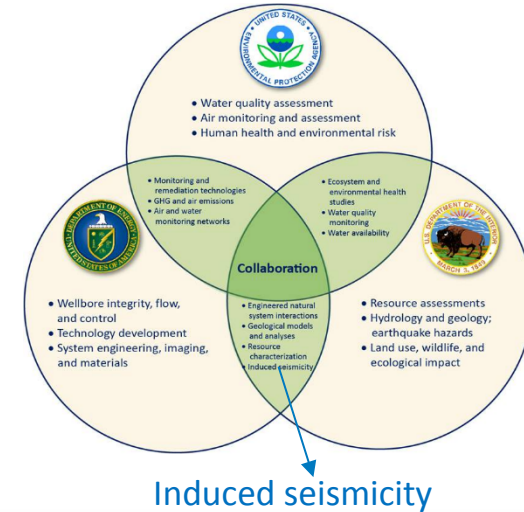 UNITED STATES
ENVIRONMENTAL PROTECTION AGENCY
• Water quality assessment
• Air monitoring and assessment
• Human health and environmental risk
• Monitoring and
remediation technologies
• GHG and air emissions
• Air and water
monitoring networks
• Ecosystem and
environmental health
studies
• Water quality
monitoring
• Water availability
DEPARTMENT OF ENERGY
UNITED STATES OF AMERICA
U.S. DEPARTMENT OF THE INTERIOR
MARCH 3, 1849
Collaboration
• Wellbore integrity, flow,
and control
• Technology development
• System engineering, imaging,
and materials
• Engineered natural
system interactions
• Geological models
and analyses
• Resource
characterization
• Induced seismicity
• Resource assessments
• Hydrology and geology;
earthquake hazards
• Land use, wildlife, and
ecological impact
Induced seismicity